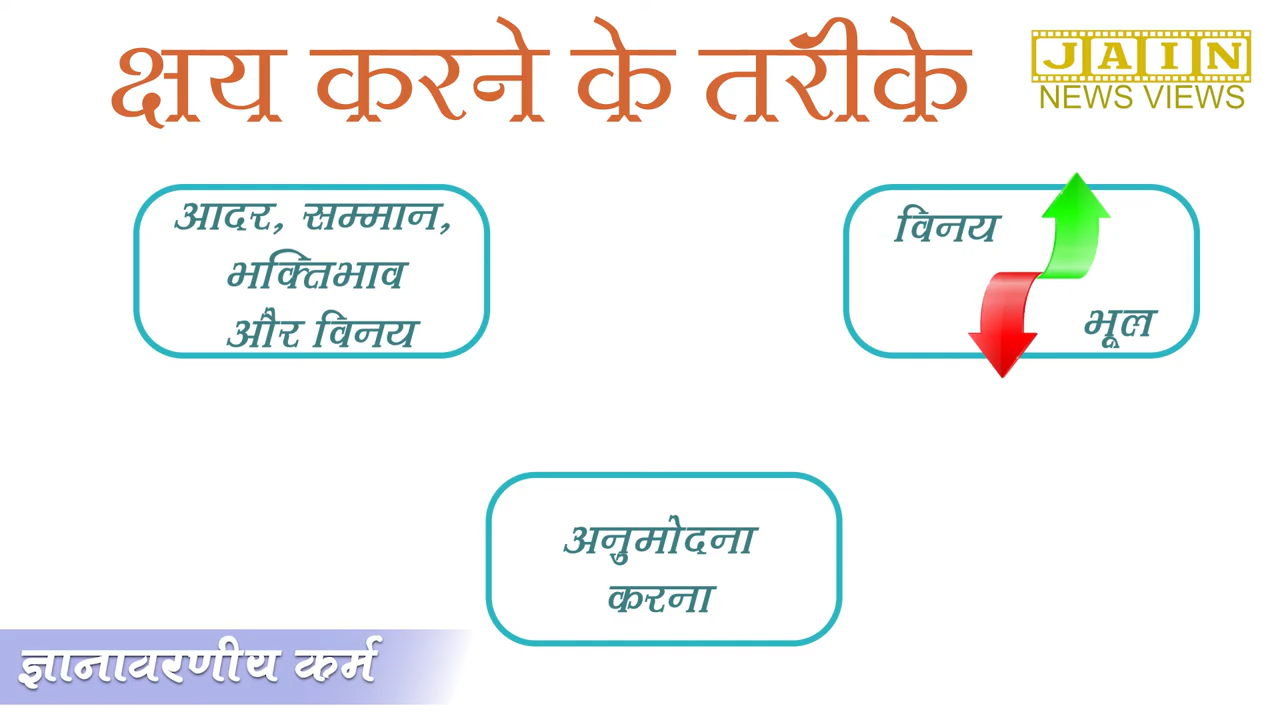 क्षय करने के तरीके
JAIN
NEWS VIEWS
आदर, सम्मान,
भक्तिभाव
और विनय
विनय
भूल
अनुमोदना
करना
ज्ञानावरणीय कर्म